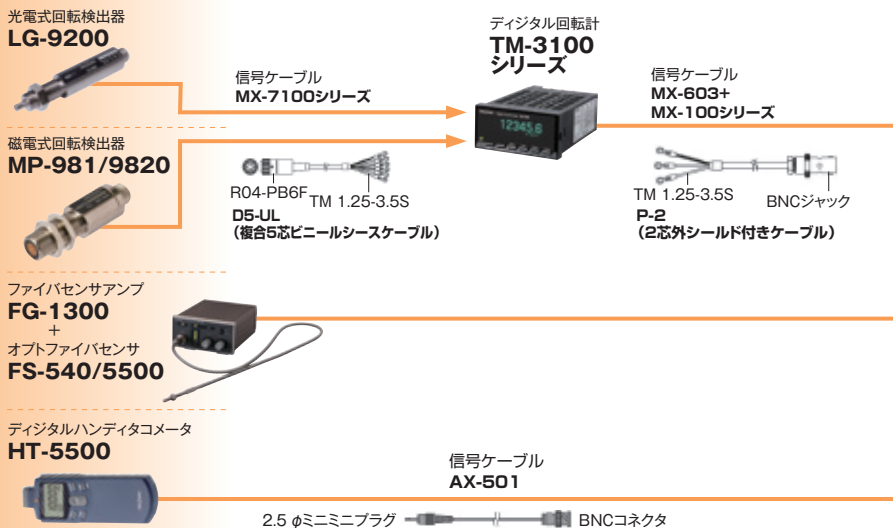 光電式回転検出器
LG-9200
信号ケーブル
MX-7100シリーズ
ディジタル回転計
TM-3100
シリーズ
信号ケーブル
MX-603+
MX-100シリーズ
12345.6
磁電式回転検出器
MP-981/9820
R04-PB6F
TM 1.25-3.5S
D5-UL
(複合5芯ビニールシースケーブル)
TM 1.25-3.5S
BNCジャック
P-2
(2芯外シールド付きケーブル)
ファイバセンサアンプ
FG-1300
+
オプトファイバセンサ
FS-540/5500
ディジタルハンディタコメータ
HT-5500
信号ケーブル
AX-501
2.5 φミニミニプラグ
BNCコネクタ